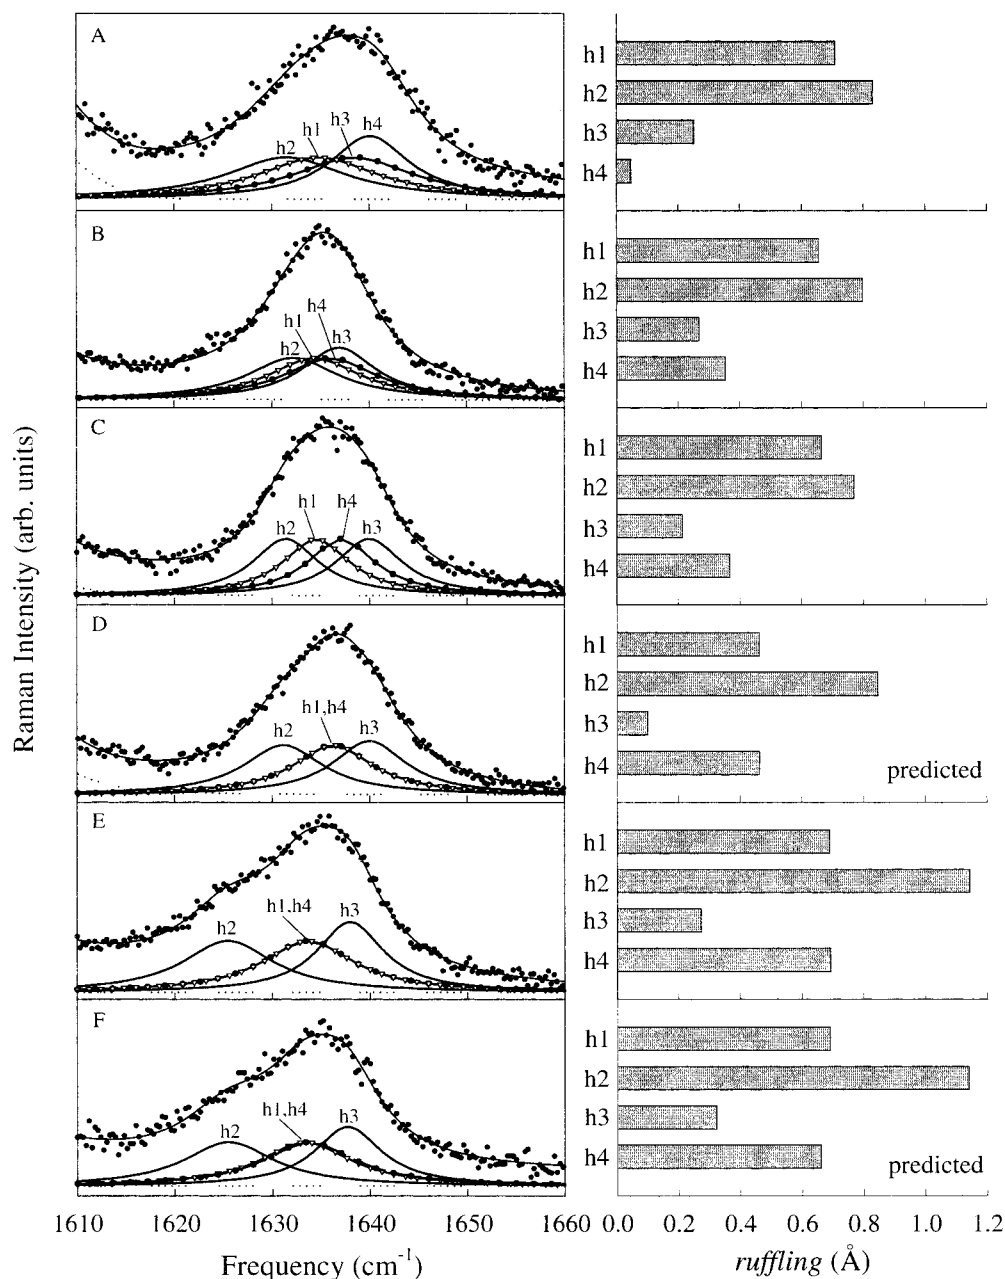 A
h1
h2
h3
h4
h2
h1
h3
h4
B
h1
h2
h3
h4
h2
h1
h4
h3
C
h1
h2
h3
h4
h2
h1
h4
h3
D
h1
h2
h3
h4
h2
h1,h4
h3
predicted
E
h1
h2
h3
h4
h2
h1,h4
h3
F
h1
h2
h3
h4
h2
h1,h4
h3
predicted
Raman Intensity (arb. units)
1610 1620 1630 1640 1650 1660
Frequency (cm-1)
0.0 0.2 0.4 0.6 0.8 1.0 1.2
ruffling (Å)